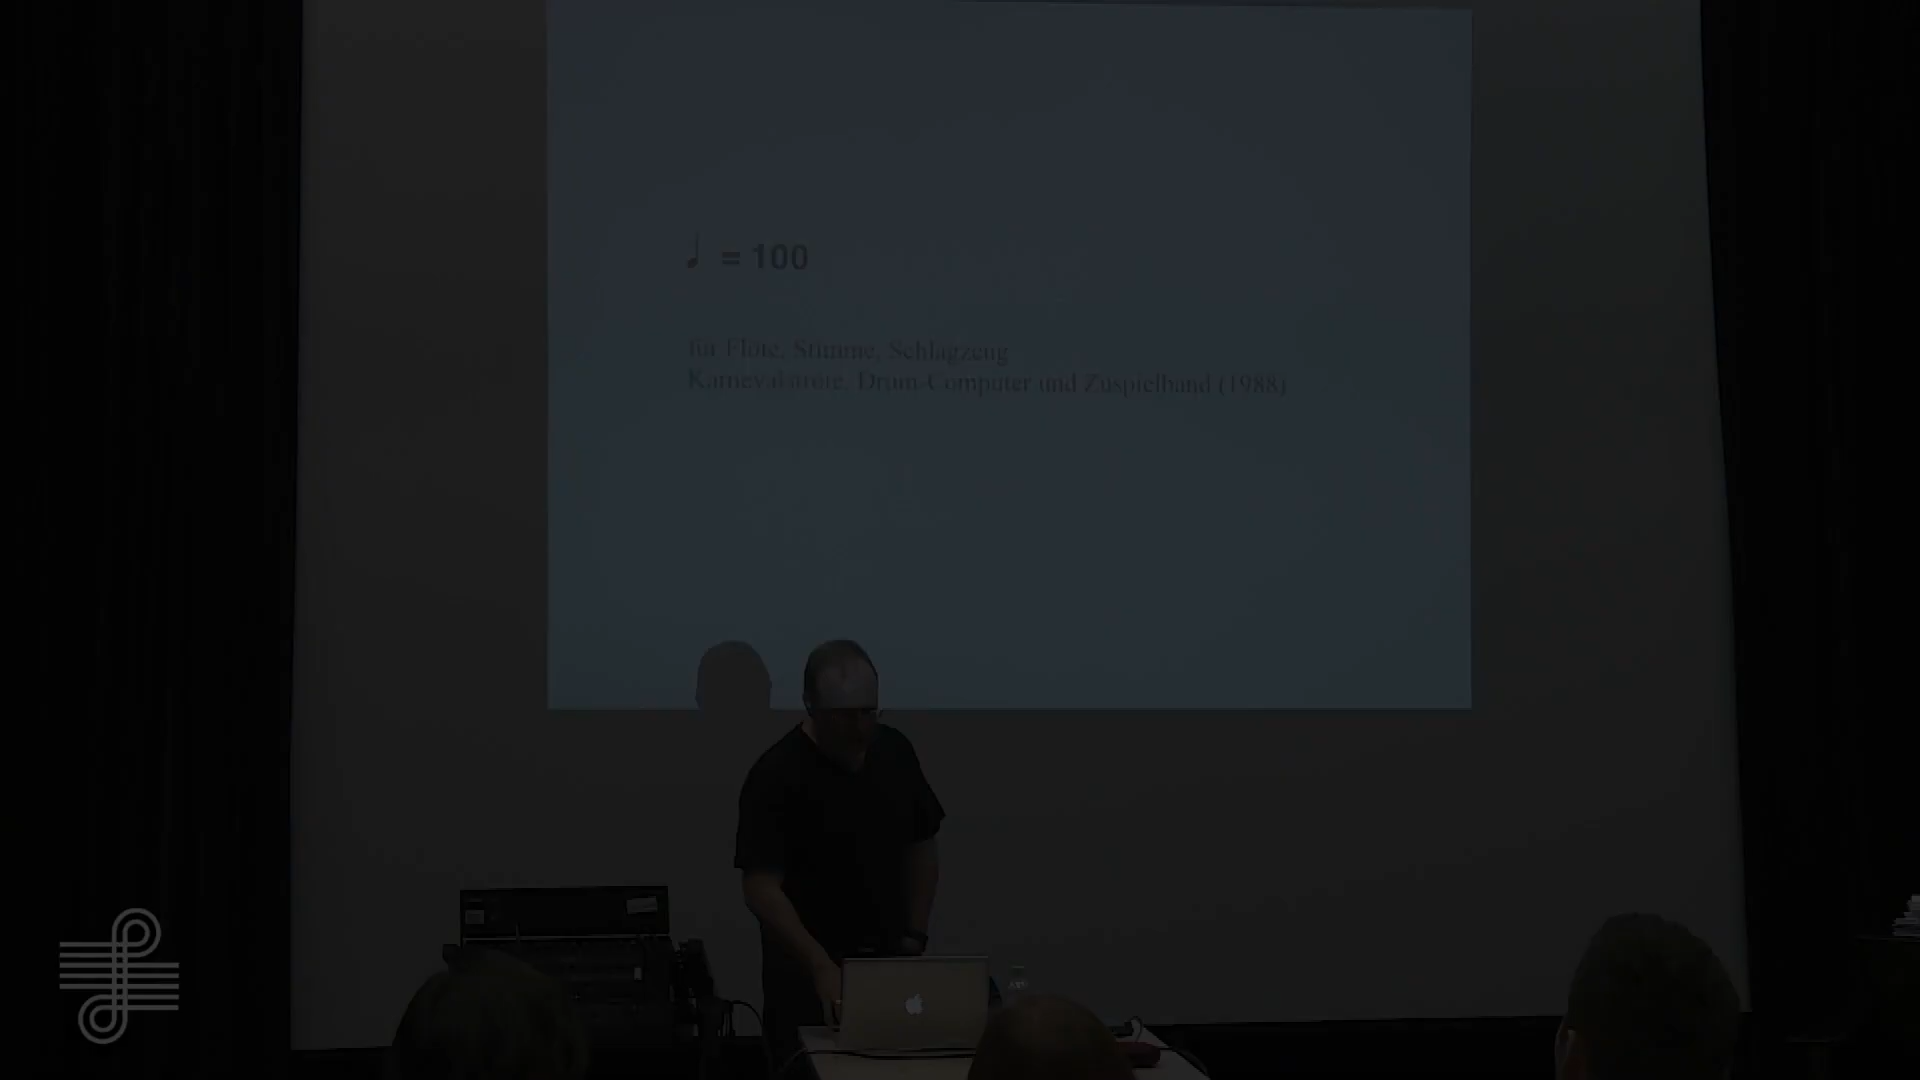 ♩ = 100
für Flöte, Stimme, Schlagzeug
Karnevalströte, Drum-Computer und Zuspielband (1988)